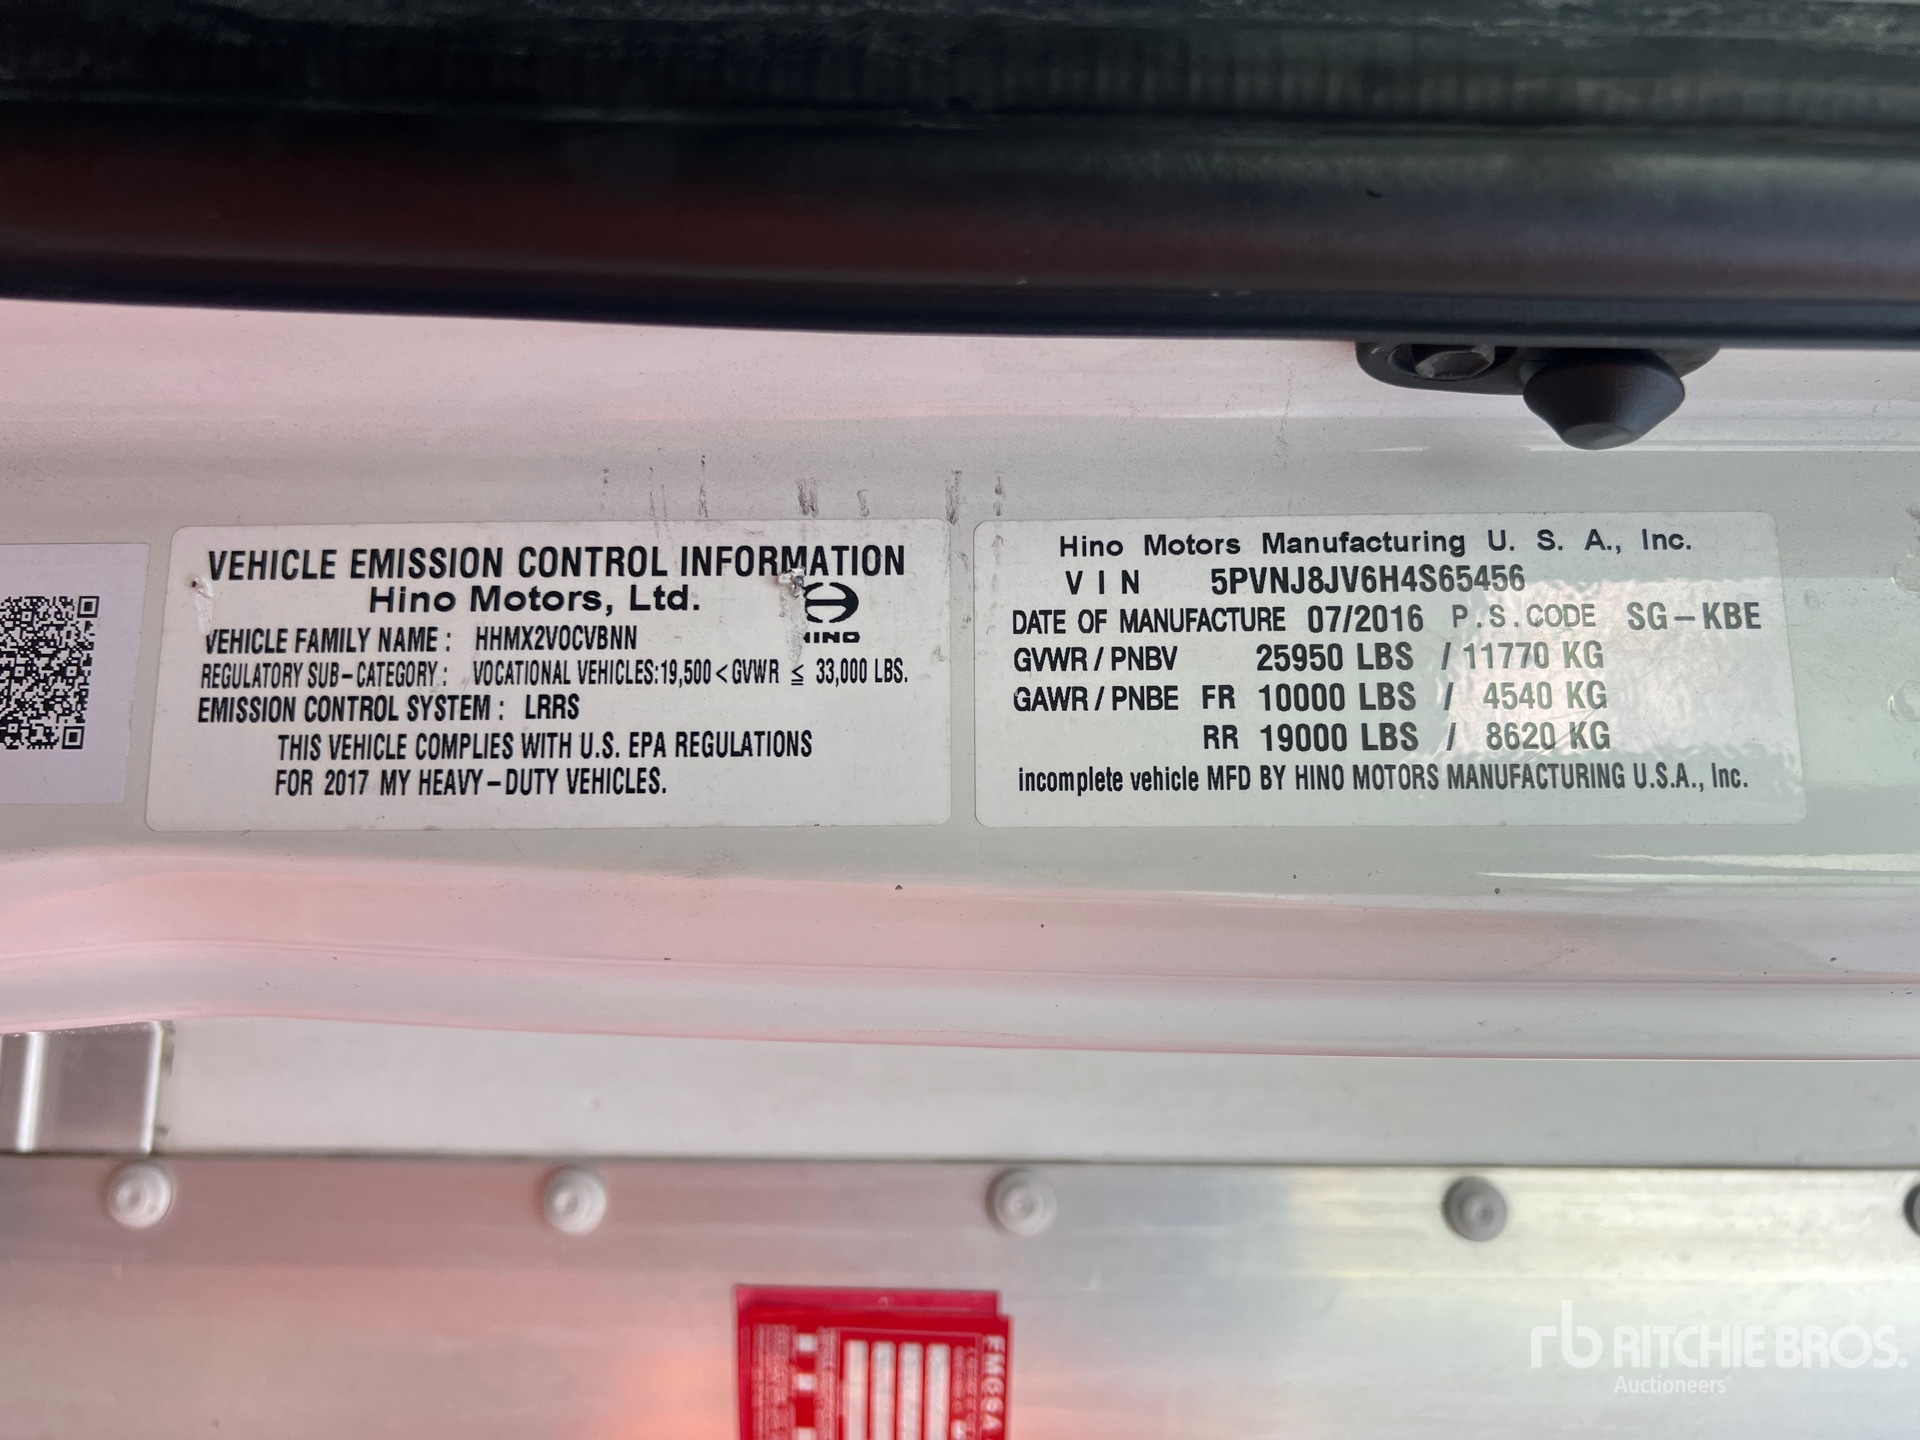 VEHICLE EMISSION CONTROL INFORMATION
Hino Motors, Ltd.
HINO
VEHICLE FAMILY NAME : HHMX2VOCVBNN
REGULATORY SUB-CATEGORY : VOCATIONAL VEHICLES:19,500 < GVWR ≦ 33,000 LBS.
EMISSION CONTROL SYSTEM : LRRS
THIS VEHICLE COMPLIES WITH U.S. EPA REGULATIONS
FOR 2017 MY HEAVY-DUTY VEHICLES.
Hino Motors Manufacturing U. S. A., Inc.
VIN 5PVNJ8JV6H4S65456
DATE OF MANUFACTURE 07/2016 P.S.CODE SG-KBE
GVWR / PNBV 25950 LBS / 11770 KG
GAWR / PNBE FR 10000 LBS / 4540 KG
RR 19000 LBS / 8620 KG
incomplete vehicle MFD BY HINO MOTORS MANUFACTURING U.S.A., Inc.
rb RITCHIE BROS.
Auctioneers